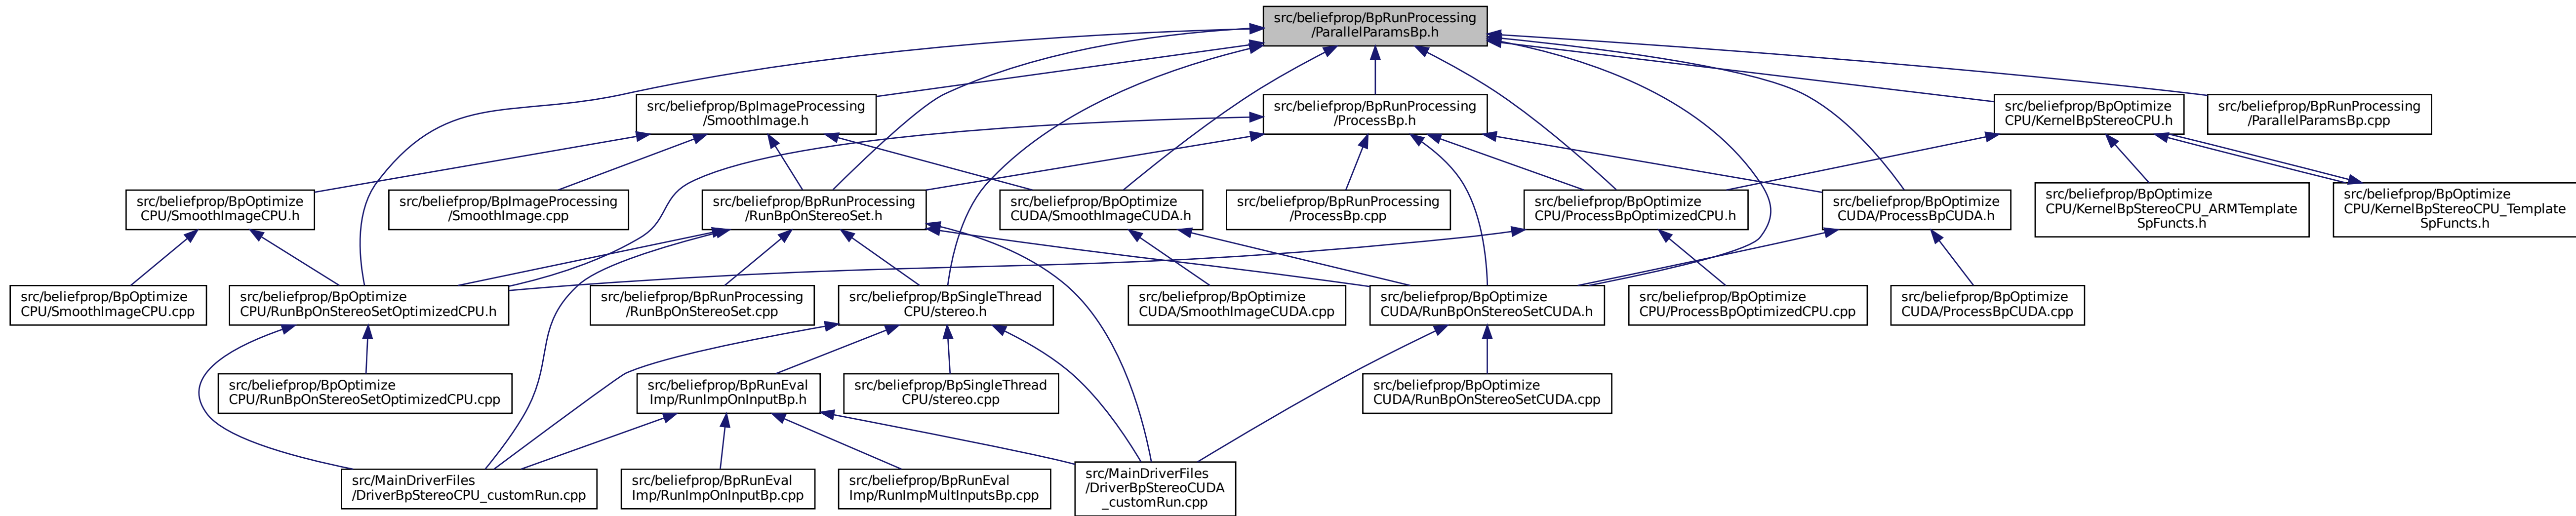 src/beliefprop/BpRunProcessing
/ParallelParamsBp.h
src/beliefprop/BpImageProcessing
/SmoothImage.h
src/beliefprop/BpRunProcessing
/ProcessBp.h
src/beliefprop/BpOptimize
CPU/KernelBpStereoCPU.h
src/beliefprop/BpRunProcessing
/ParallelParamsBp.cpp
src/beliefprop/BpOptimize
CPU/SmoothImageCPU.h
src/beliefprop/BpImageProcessing
/SmoothImage.cpp
src/beliefprop/BpRunProcessing
/RunBpOnStereoSet.h
src/beliefprop/BpOptimize
CUDA/SmoothImageCUDA.h
src/beliefprop/BpRunProcessing
/ProcessBp.cpp
src/beliefprop/BpOptimize
CPU/ProcessBpOptimizedCPU.h
src/beliefprop/BpOptimize
CUDA/ProcessBpCUDA.h
src/beliefprop/BpOptimize
CPU/KernelBpStereoCPU_ARMTemplate
SpFuncts.h
src/beliefprop/BpOptimize
CPU/KernelBpStereoCPU_Template
SpFuncts.h
src/beliefprop/BpOptimize
CPU/SmoothImageCPU.cpp
src/beliefprop/BpOptimize
CPU/RunBpOnStereoSetOptimizedCPU.h
src/beliefprop/BpRunProcessing
/RunBpOnStereoSet.cpp
src/beliefprop/BpSingleThread
CPU/stereo.h
src/beliefprop/BpOptimize
CUDA/SmoothImageCUDA.cpp
src/beliefprop/BpOptimize
CUDA/RunBpOnStereoSetCUDA.h
src/beliefprop/BpOptimize
CPU/ProcessBpOptimizedCPU.cpp
src/beliefprop/BpOptimize
CUDA/ProcessBpCUDA.cpp
src/beliefprop/BpOptimize
CPU/RunBpOnStereoSetOptimizedCPU.cpp
src/beliefprop/BpRunEval
Imp/RunImpOnInputBp.h
src/beliefprop/BpSingleThread
CPU/stereo.cpp
src/beliefprop/BpOptimize
CUDA/RunBpOnStereoSetCUDA.cpp
src/MainDriverFiles
/DriverBpStereoCPU_customRun.cpp
src/beliefprop/BpRunEval
Imp/RunImpOnInputBp.cpp
src/beliefprop/BpRunEval
Imp/RunImpMultInputsBp.cpp
src/MainDriverFiles
/DriverBpStereoCUDA
_customRun.cpp